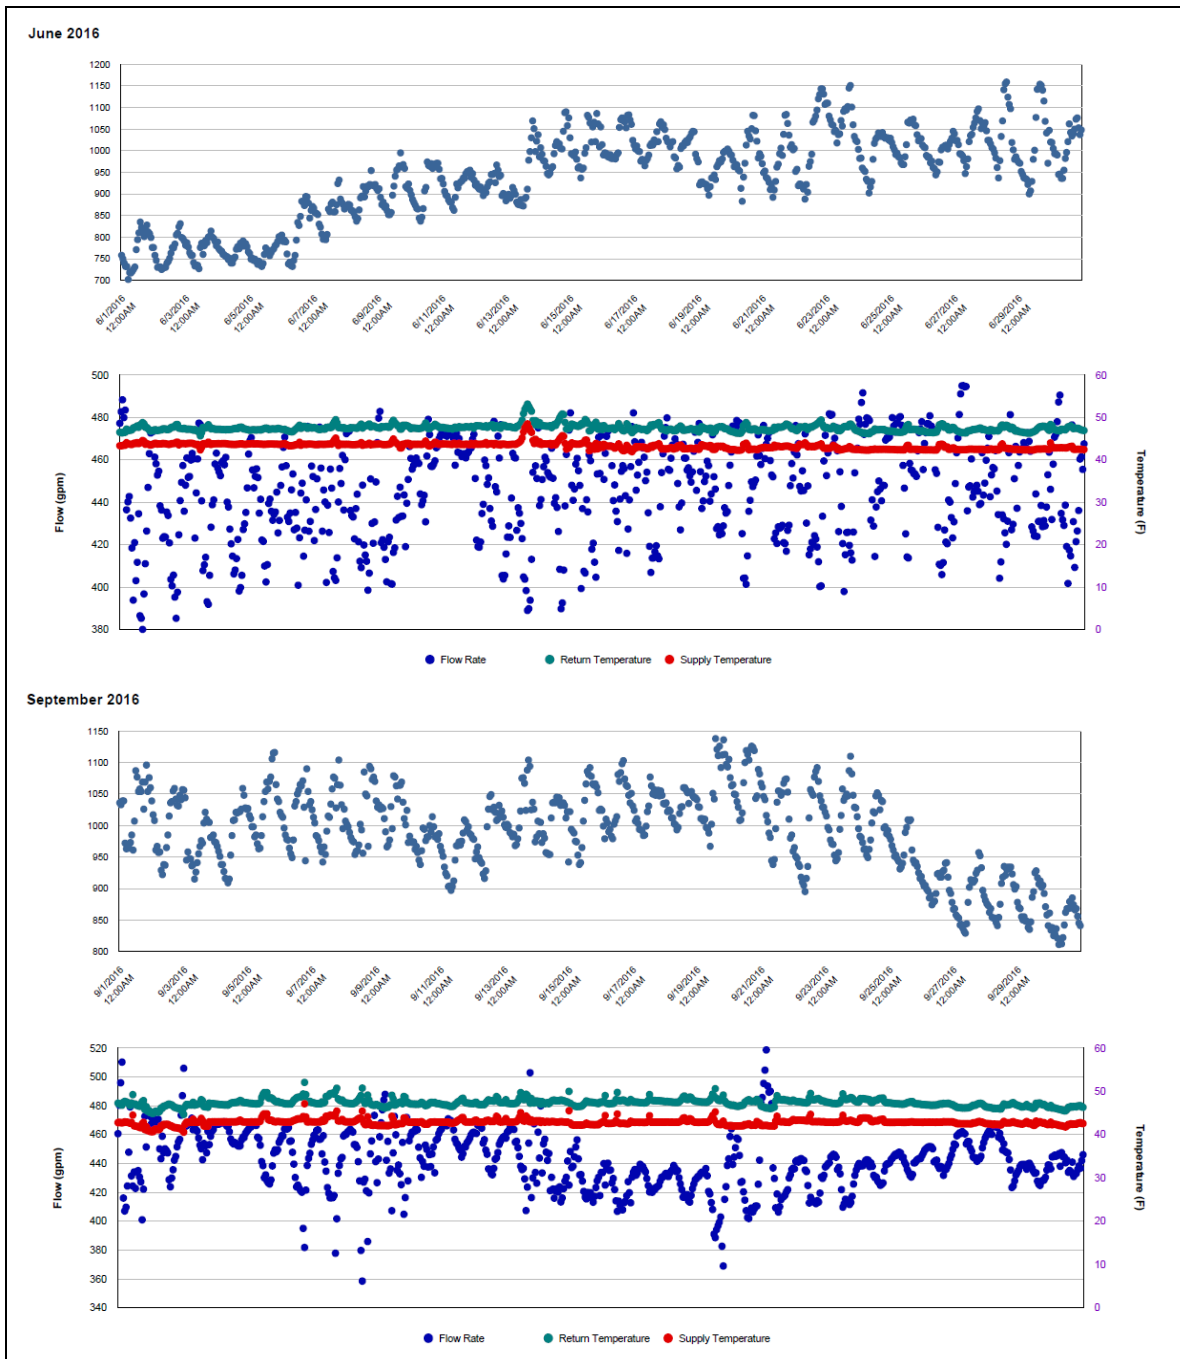 June 2016
1200
1150
1100
1050
1000
950
900
850
800
750
700
6/1/2016 12:00AM
6/3/2016 12:00AM
6/5/2016 12:00AM
6/7/2016 12:00AM
6/9/2016 12:00AM
6/11/2016 12:00AM
6/13/2016 12:00AM
6/15/2016 12:00AM
6/17/2016 12:00AM
6/19/2016 12:00AM
6/21/2016 12:00AM
6/23/2016 12:00AM
6/25/2016 12:00AM
6/27/2016 12:00AM
6/29/2016 12:00AM
500
480
460
440
420
400
380
Flow (gpm)
60
50
40
30
20
10
0
Temperature (F)
Flow Rate
Return Temperature
Supply Temperature
September 2016
1150
1100
1050
1000
950
900
850
800
9/1/2016 12:00AM
9/3/2016 12:00AM
9/5/2016 12:00AM
9/7/2016 12:00AM
9/9/2016 12:00AM
9/11/2016 12:00AM
9/13/2016 12:00AM
9/15/2016 12:00AM
9/17/2016 12:00AM
9/19/2016 12:00AM
9/21/2016 12:00AM
9/23/2016 12:00AM
9/25/2016 12:00AM
9/27/2016 12:00AM
9/29/2016 12:00AM
520
500
480
460
440
420
400
380
360
340
Flow (gpm)
60
50
40
30
20
10
0
Temperature (F)
Flow Rate
Return Temperature
Supply Temperature